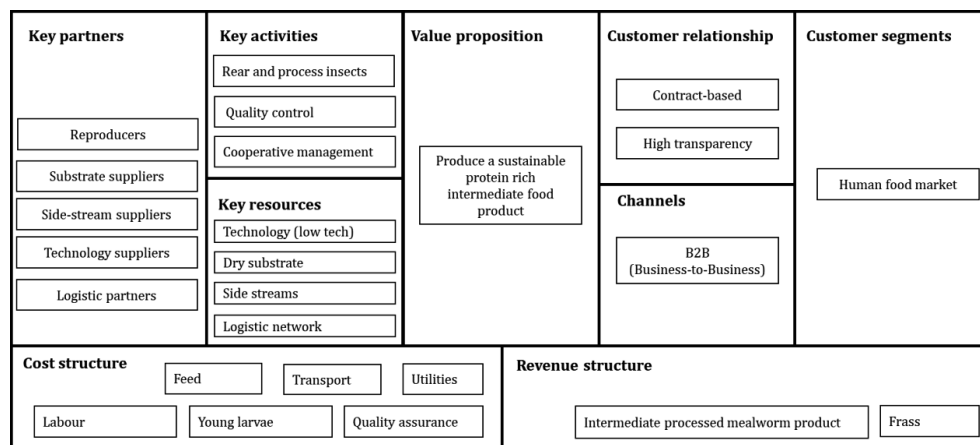 Key partners
Reproducers
Substrate suppliers
Side-stream suppliers
Technology suppliers
Logistic partners
Key activities
Rear and process insects
Quality control
Cooperative management
Key resources
Technology (low tech)
Dry substrate
Side streams
Logistic network
Value proposition
Produce a sustainable
protein rich
intermediate food
product
Customer relationship
Contract-based
High transparency
Channels
B2B
(Business-to-Business)
Customer segments
Human food market
Cost structure
Feed
Transport
Utilities
Labour
Young larvae
Quality assurance
Revenue structure
Intermediate processed mealworm product
Frass